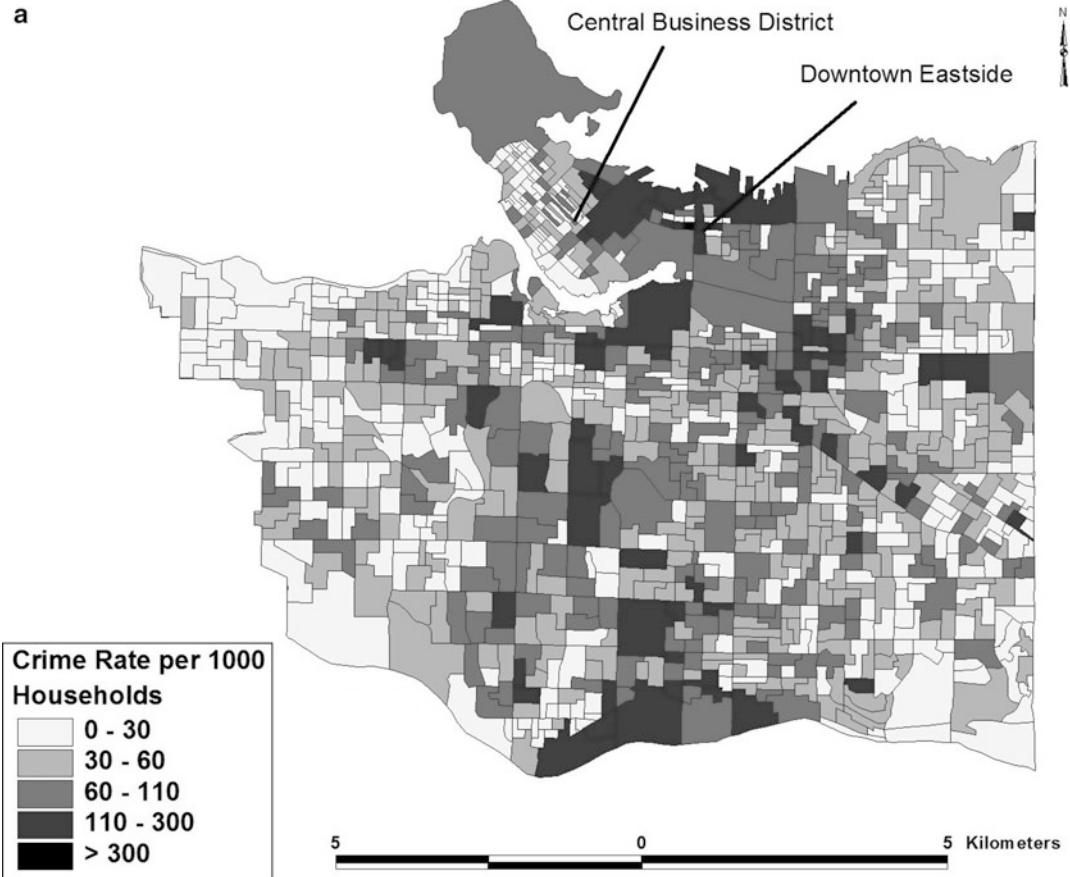 a
Central Business District
Downtown Eastside
N
Crime Rate per 1000
Households
0 - 30
30 - 60
60 - 110
110 - 300
> 300
5 0 5 Kilometers